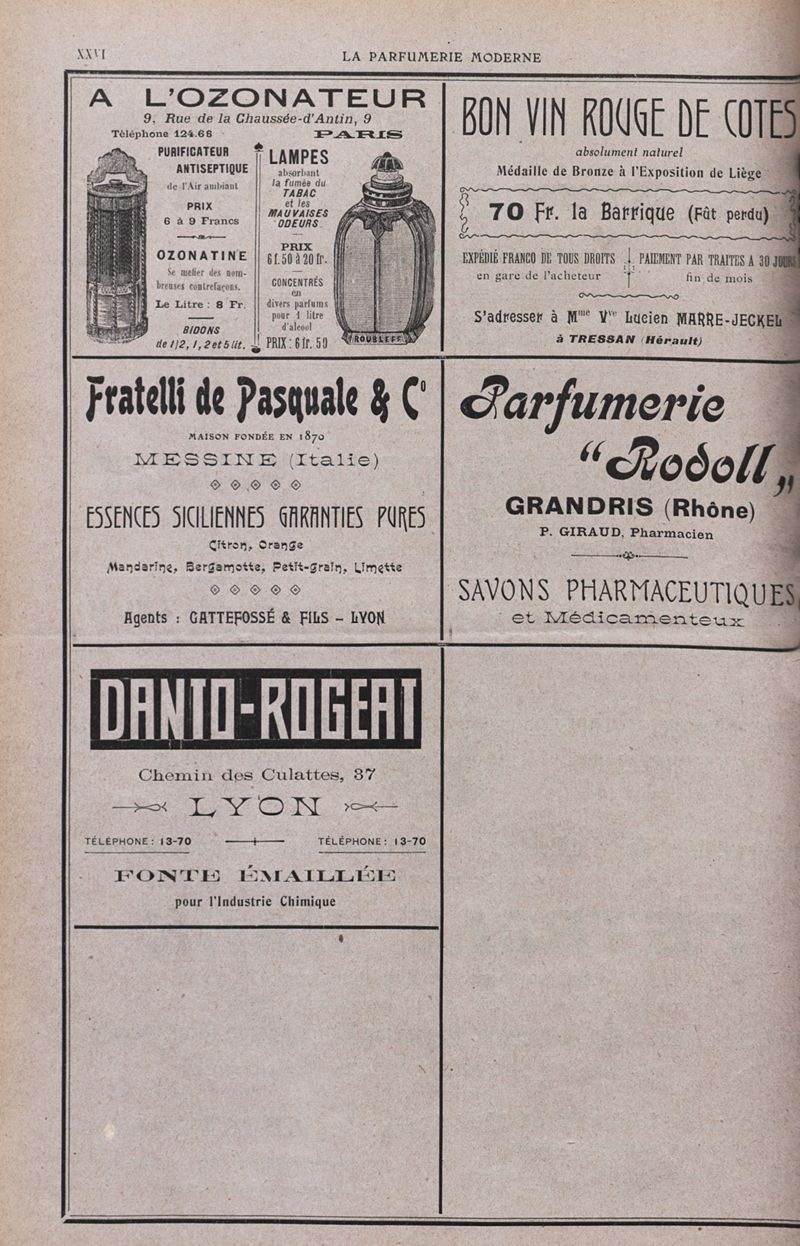 XXVI
LA PARFUMERIE MODERNE
A L'OZONATEUR
9, Rue de la Chaussée-d'Antin, 9
Téléphone 124.66
PARIS
PURIFICATEUR
ANTISEPTIQUE
de l'Air ambiant
PRIX
6 à 9 Francs
OZONATINE
Se méfier des nom-
breuses contrefaçons.
Le Litre : 8 Fr.
BIDONS
de 1/2, 1, 2 et 5 lit.
LAMPES
absorbant
la fumée du
TABAC
et les
MAUVAISES
ODEURS
PRIX
6 f. 50 à 20 fr.
CONCENTRÉS
en
divers parfums
pour 1 litre
d'alcool
PRIX : 6 fr. 50
ROUBLEFF
BON VIN ROUGE DE COTES
absolument naturel
Médaille de Bronze à l'Exposition de Liège
70 Fr. la Barrique (Fût perdu)
EXPÉDIÉ FRANCO DE TOUS DROITS
en gare de l'acheteur
PAIEMENT PAR TRAITES A 30 JOURS
fin de mois
S'adresser à Mme Vve Lucien MARRE-JECKEL
à TRESSAN (Hérault)
Fratelli de Pasquale & Cº
MAISON FONDÉE EN 1870
MESSINE (Italie)
ESSENCES SICILIENNES GARANTIES PURES
Citron, Orange
Mandarine, Bergamotte, Petit-grain, Limette
Agents : GATTEFOSSÉ & FILS - LYON
Parfumerie
"Rodoll"
GRANDRIS (Rhône)
P. GIRAUD, Pharmacien
SAVONS PHARMACEUTIQUES
et Médicamenteux
DANTO-ROGEAT
Chemin des Culattes, 37
LYON
TÉLÉPHONE : 13-70
TÉLÉPHONE : 13-70
FONTE ÉMAILLÉE
pour l'Industrie Chimique